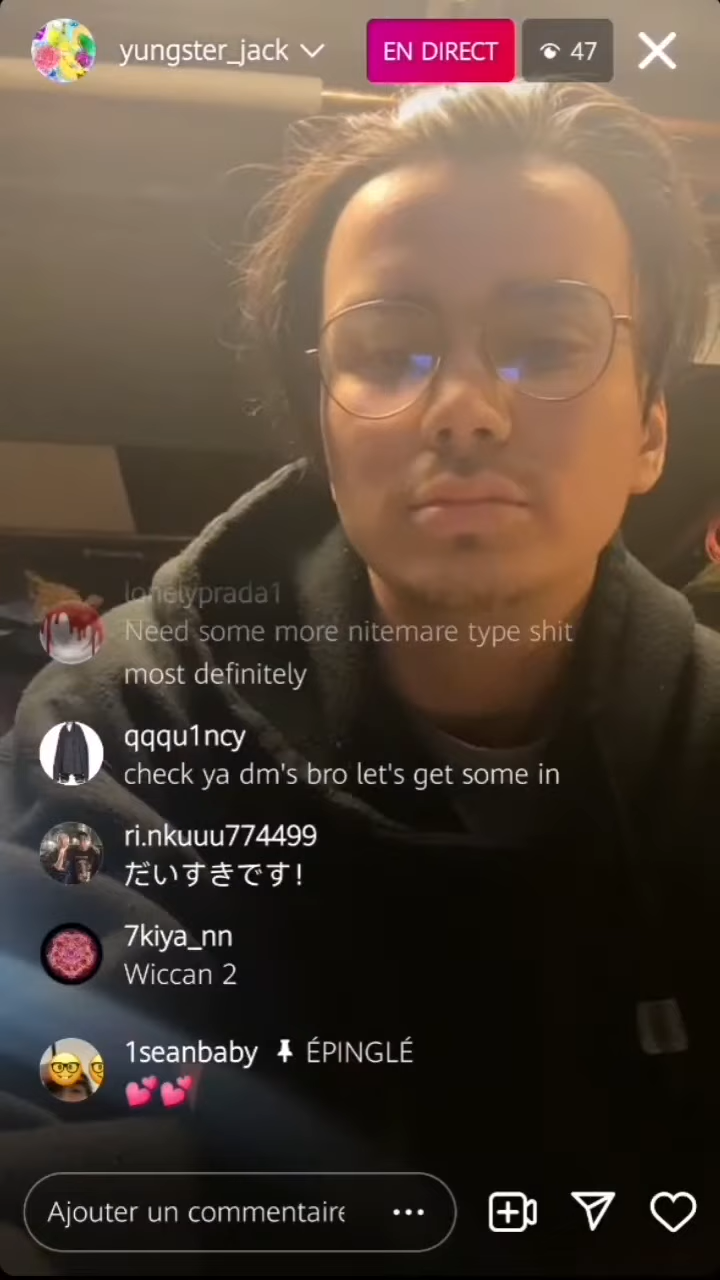 yungster_jack
EN DIRECT
47
lonelyprada1
Need some more nitemare type shit
most definitely
qqqu1ncy
check ya dm's bro let's get some in
ri.nkuuu774499
だいすきです!
7kiya_nn
Wiccan 2
1seanbaby ÉPINGLÉ
💕💕
Ajouter un commentaire